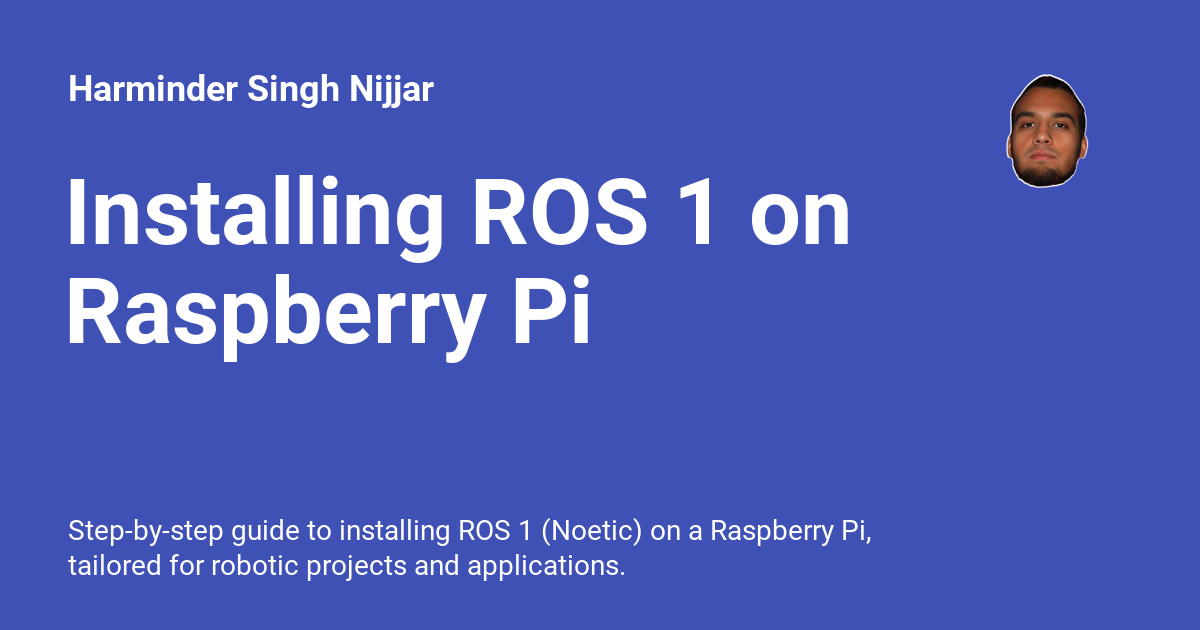 Harminder Singh Nijjar
Installing ROS 1 on
Raspberry Pi
Step-by-step guide to installing ROS 1 (Noetic) on a Raspberry Pi,
tailored for robotic projects and applications.